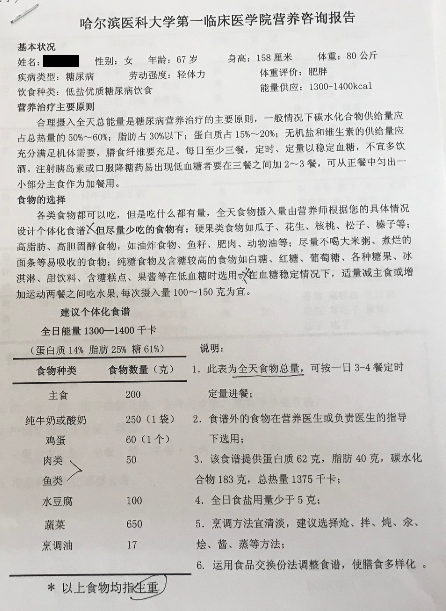 哈尔滨医科大学第一临床医学院营养咨询报告
基本状况
姓名: 性别: 女 年龄: 67岁 身高: 158厘米 体重: 80公斤
疾病类型: 糖尿病 劳动强度: 轻体力 体重评价: 肥胖
饮食种类: 低盐优质糖尿病饮食 能量供应: 1300-1400kcal
营养治疗主要原则
合理摄入全天总能量是糖尿病营养治疗的主要原则，一般情况下碳水化合物供给量应
占总热量的50%~60%; 脂肪占30%以下; 蛋白质占15%~20%; 无机盐和维生素的供给量应
充分满足机体需要，膳食纤维要充足。每日至少三餐，定时、定量以稳定血糖，不宜多饮
酒。注射胰岛素或口服降糖药易出现低血糖者要在三餐之间加2~3餐，可从正餐中匀出一
小部分主食作为加餐用。
食物的选择
各类食物都可以吃，但是吃什么都有量，全天食物摄入量由营养师根据您的具体情况
设计个体化食谱，但尽量少吃的食物有: 硬果类食物如瓜子、花生、核桃、松子、榛子等;
高脂肪、高胆固醇食物，如油炸食物、鱼籽、肥肉、动物油等; 尽量不喝大米粥、煮烂的
面条等易吸收的食物; 纯糖食物及含糖较高的食物如白糖、红糖、葡萄糖、各种糖果、冰
淇淋、甜饮料、含糖糕点、果酱等在低血糖时选用。在血糖稳定情况下，适量减主食或增
加运动两餐之间吃水果，每次摄入量100~150克为宜。
建议个体化食谱
全日能量1300—1400千卡
(蛋白质14% 脂肪25% 糖61%)
食物种类 食物数量(克)
主食 200
纯牛奶或酸奶 250(1袋)
鸡蛋 60(1个)
肉类 50
鱼类
水豆腐 100
蔬菜 650
烹调油 17
* 以上食物均指生重
说明:
1. 此表为全天食物总量，可按一日3-4餐定时
定量进餐;
2. 食谱外的食物在营养医生或负责医生的指导
下选用;
3. 该食谱提供蛋白质62克，脂肪40克，碳水化
合物183克，总热量1375千卡;
4. 全日食盐用量少于5克;
5. 烹调方法宜清淡，建议选择炝、拌、炖、汆、
烩、酱、蒸等方法;
6. 运用食品交换份法调整食谱，使膳食多样化。